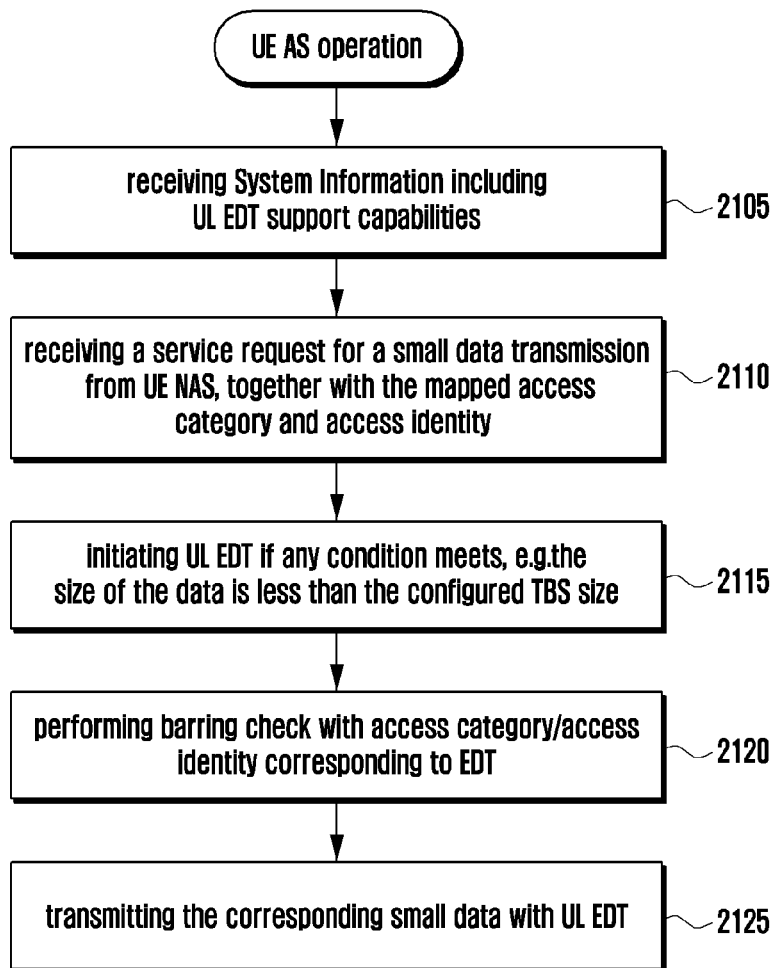 UE AS operation
receiving System Information including
UL EDT support capabilities
2105
receiving a service request for a small data transmission
from UE NAS, together with the mapped access
category and access identity
2110
initiating UL EDT if any condition meets, e.g.the
size of the data is less than the configured TBS size
2115
performing barring check with access category/access
identity corresponding to EDT
2120
transmitting the corresponding small data with UL EDT
2125